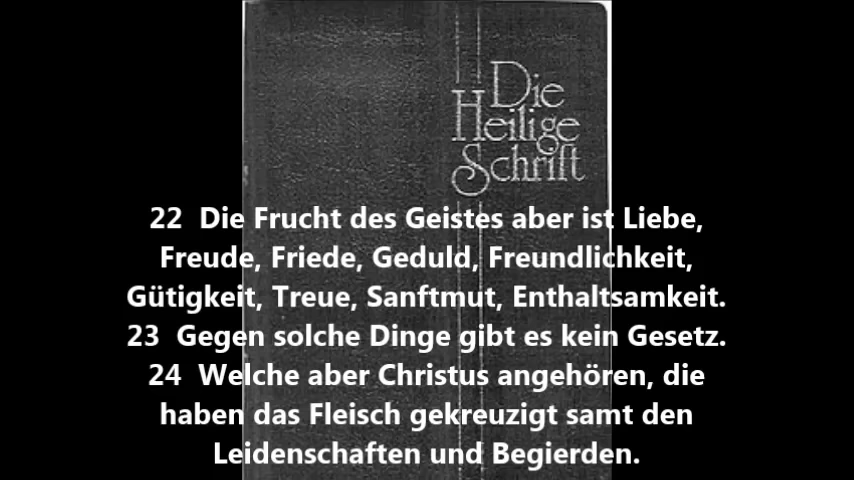 Die
Heilige
Schrift
22 Die Frucht des Geistes aber ist Liebe,
Freude, Friede, Geduld, Freundlichkeit,
Gütigkeit, Treue, Sanftmut, Enthaltsamkeit.
23 Gegen solche Dinge gibt es kein Gesetz.
24 Welche aber Christus angehören, die
haben das Fleisch gekreuzigt samt den
Leidenschaften und Begierden.